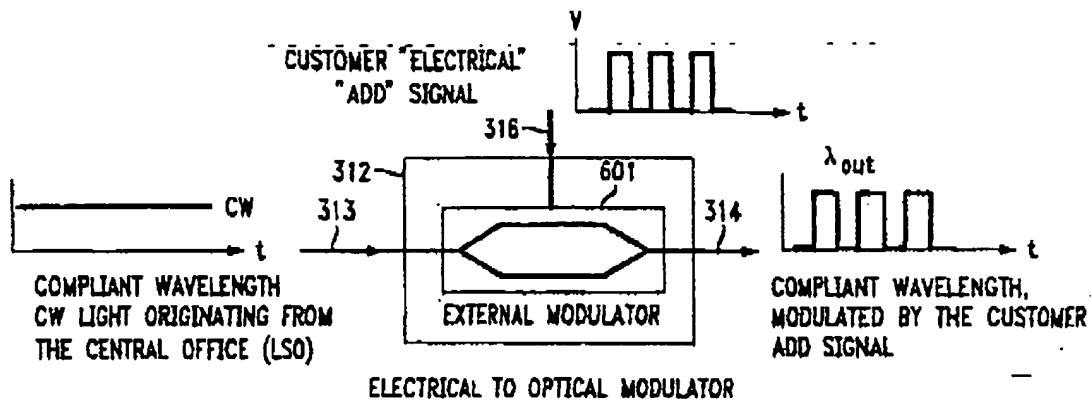 V
CUSTOMER "ELECTRICAL"
"ADD" SIGNAL
t
316
312
601
λout
CW
313
314
t
t
COMPLIANT WAVELENGTH
CW LIGHT ORIGINATING FROM
THE CENTRAL OFFICE (LSO)
EXTERNAL MODULATOR
COMPLIANT WAVELENGTH,
MODULATED BY THE CUSTOMER
ADD SIGNAL
ELECTRICAL TO OPTICAL MODULATOR